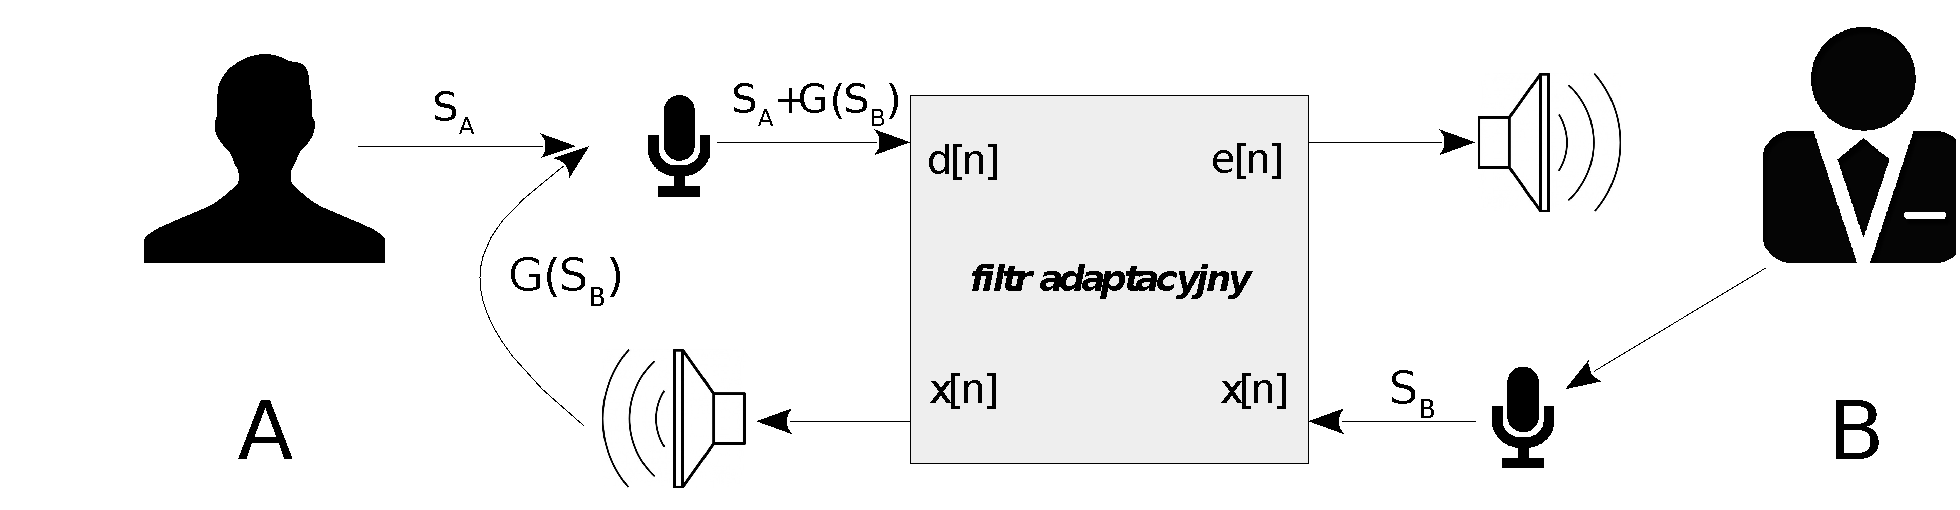 S_A
S_A+G(S_B)
d[n]
e[n]
G(S_B)
filtr adaptacyjny
x[n]
x[n]
S_B
A
B